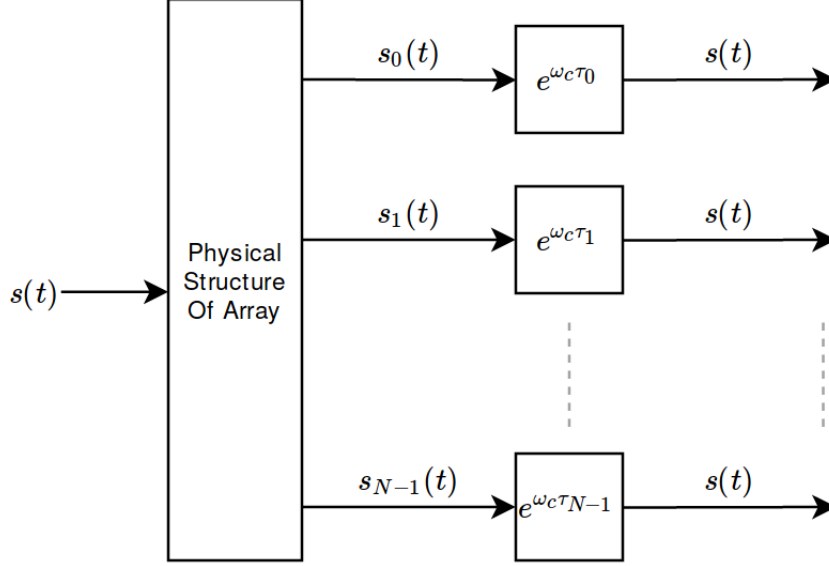 s_0(t)
e^{ω_c τ_0}
s(t)
s_1(t)
e^{ω_c τ_1}
s(t)
s(t)
Physical
Structure
Of Array
s_{N-1}(t)
e^{ω_c τ_{N-1}}
s(t)